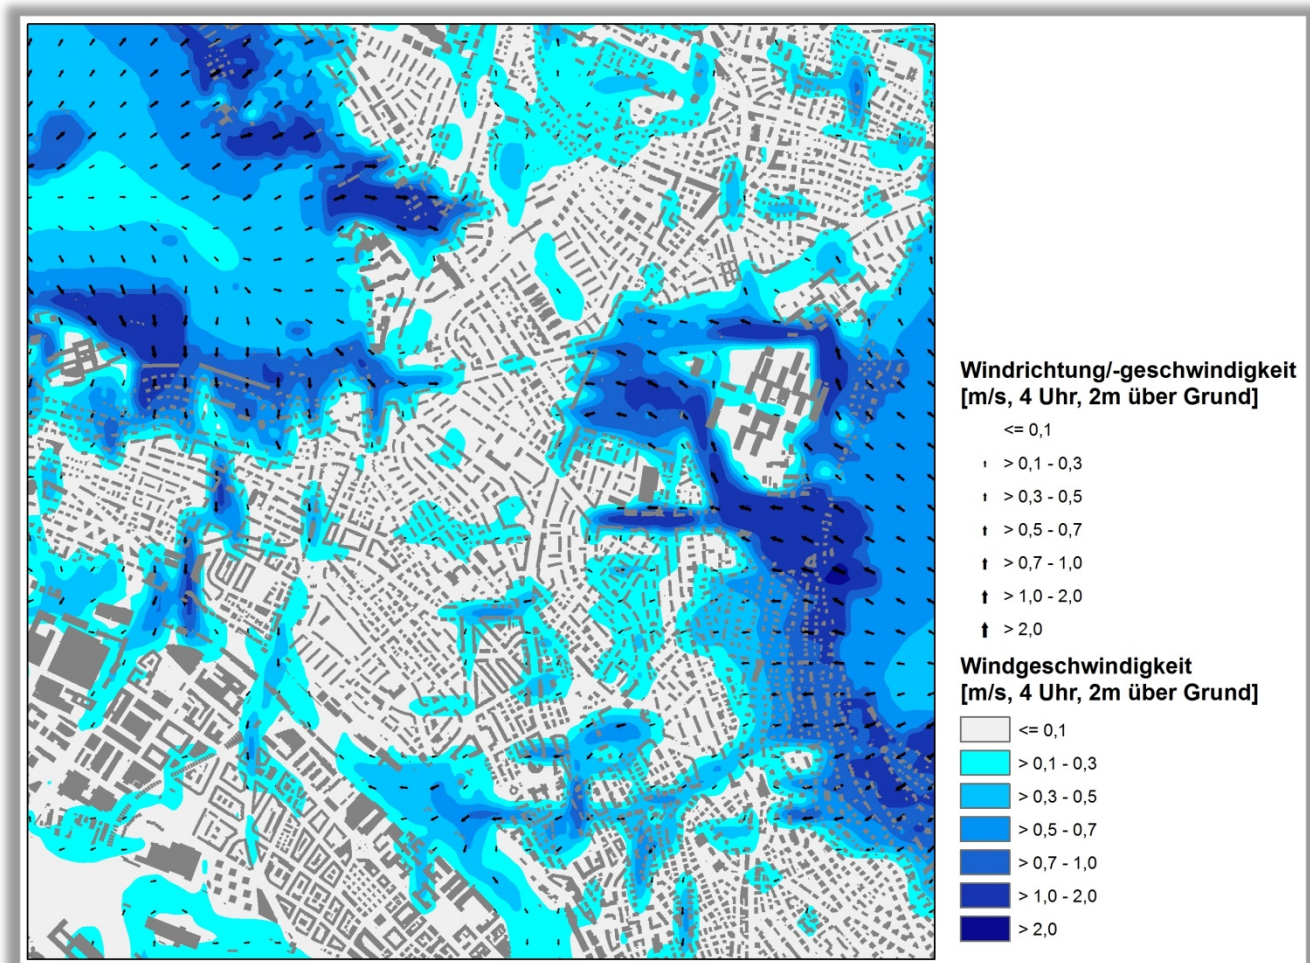 Windrichtung/-geschwindigkeit
[m/s, 4 Uhr, 2m über Grund]
<= 0,1
> 0,1 - 0,3
> 0,3 - 0,5
> 0,5 - 0,7
> 0,7 - 1,0
> 1,0 - 2,0
> 2,0
Windgeschwindigkeit
[m/s, 4 Uhr, 2m über Grund]
<= 0,1
> 0,1 - 0,3
> 0,3 - 0,5
> 0,5 - 0,7
> 0,7 - 1,0
> 1,0 - 2,0
> 2,0